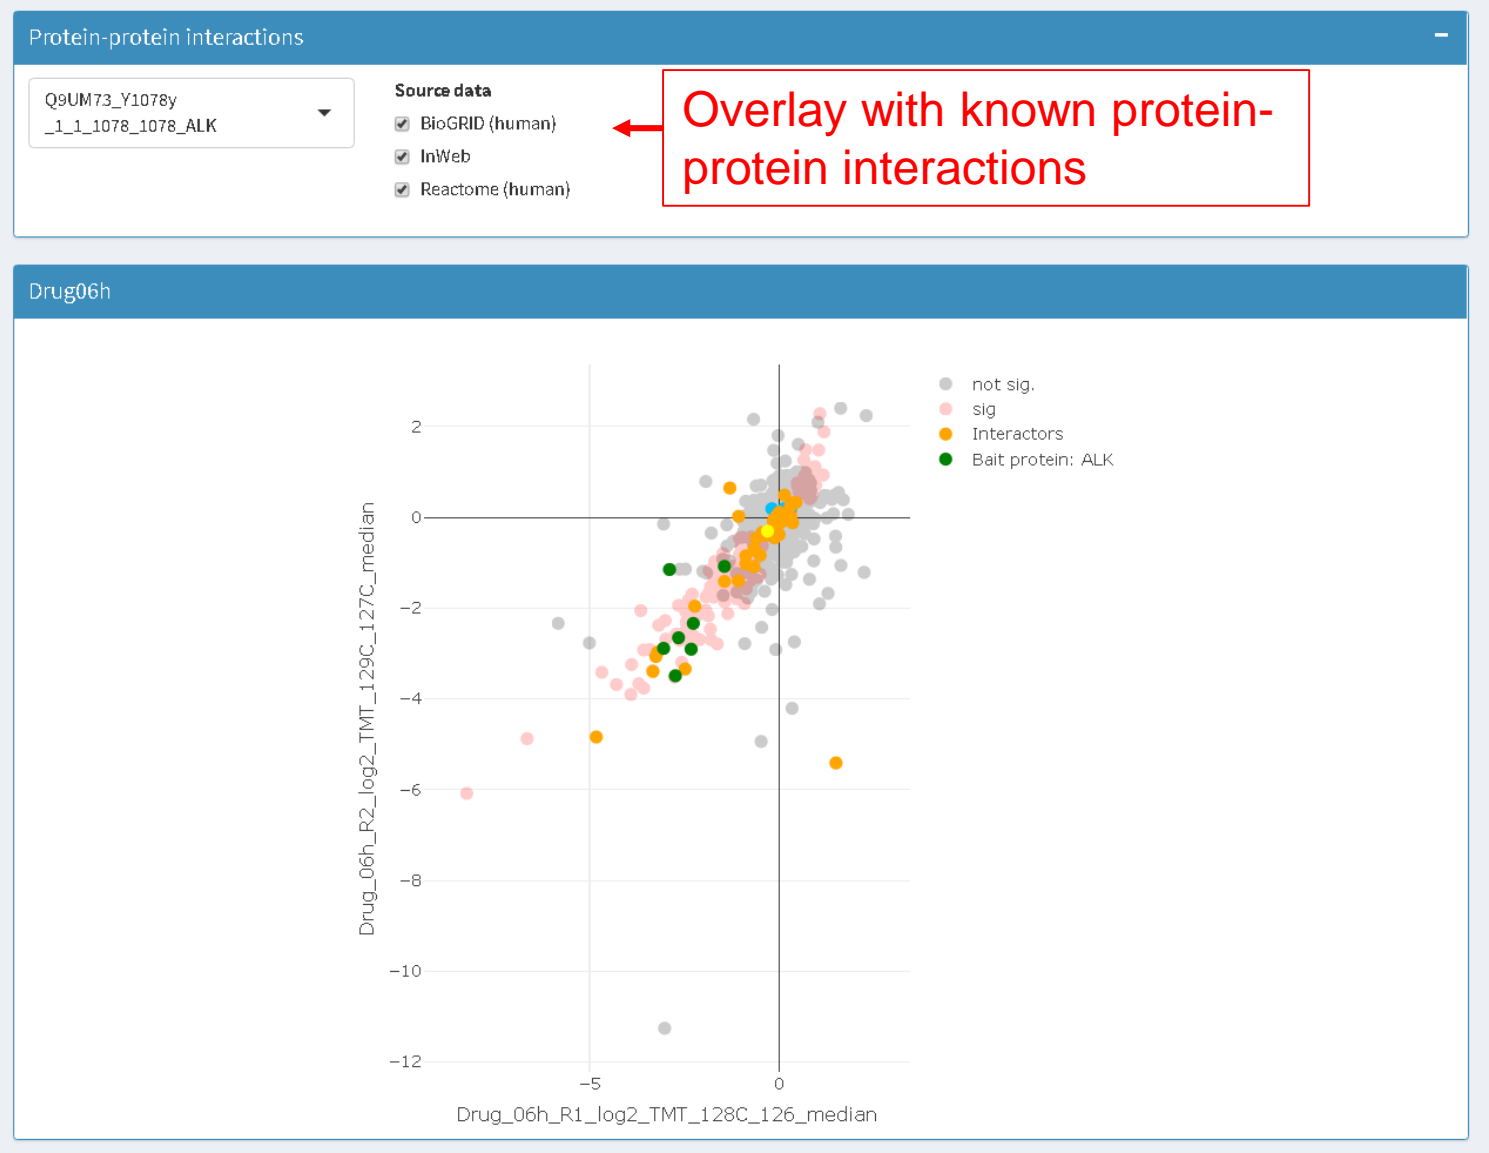 Protein-protein interactions
Q9UM73_Y1078y
_1_1_1078_1078_ALK
Source data
BioGRID (human)
InWeb
Reactome (human)
Overlay with known protein-
protein interactions
Drug06h
not sig.
sig
Interactors
Bait protein: ALK
2
0
−2
−4
−6
−8
−10
−12
−5
0
Drug_06h_R2_log2_TMT_129C_127C_median
Drug_06h_R1_log2_TMT_128C_126_median